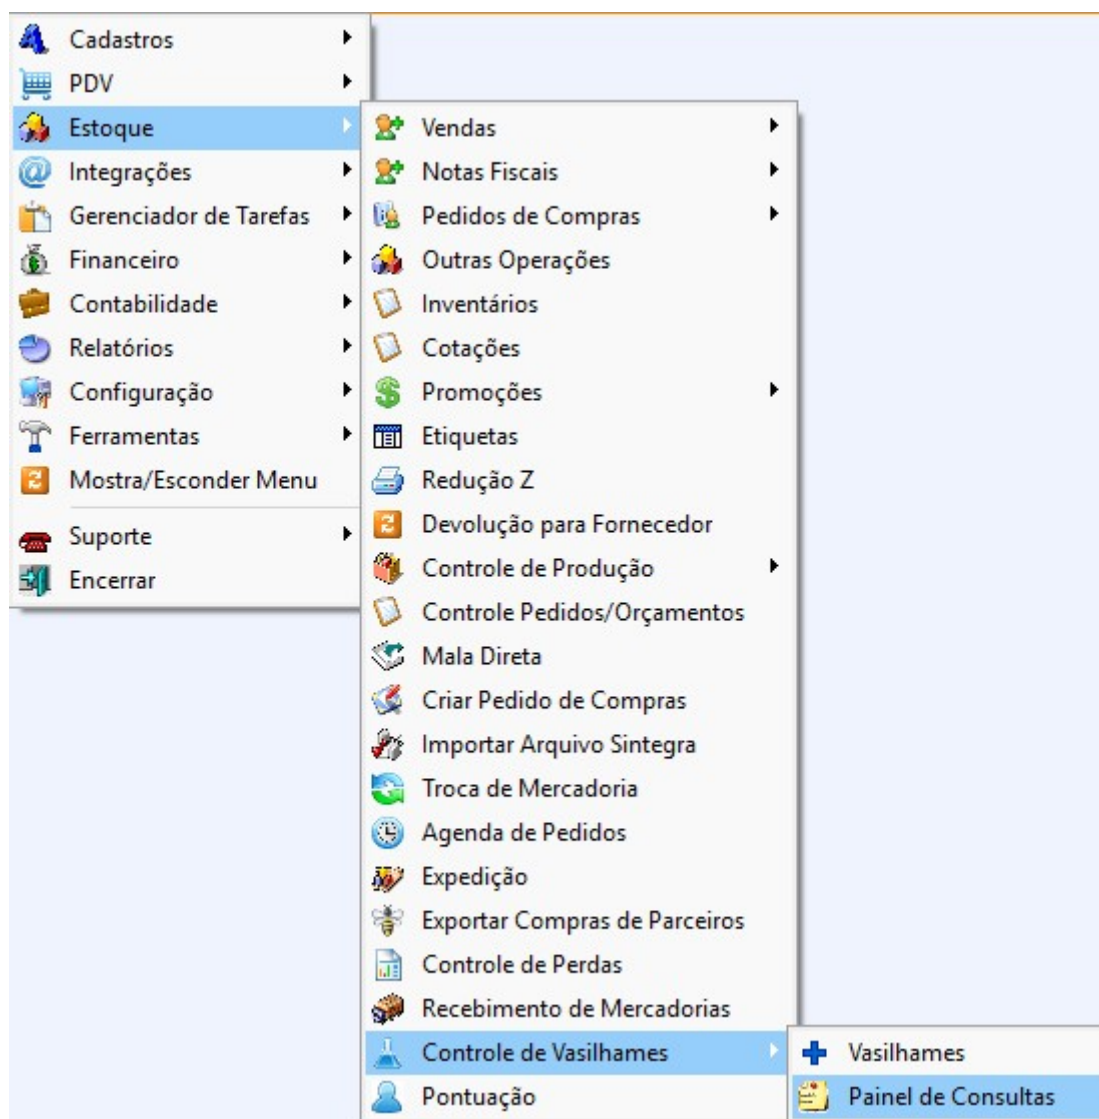 Cadastros
PDV
Estoque
Integrações
Gerenciador de Tarefas
Financeiro
Contabilidade
Relatórios
Configuração
Ferramentas
Mostra/Esconder Menu
Suporte
Encerrar
Vendas
Notas Fiscais
Pedidos de Compras
Outras Operações
Inventários
Cotações
Promoções
Etiquetas
Redução Z
Devolução para Fornecedor
Controle de Produção
Controle Pedidos/Orçamentos
Mala Direta
Criar Pedido de Compras
Importar Arquivo Sintegra
Troca de Mercadoria
Agenda de Pedidos
Expedição
Exportar Compras de Parceiros
Controle de Perdas
Recebimento de Mercadorias
Controle de Vasilhames
Pontuação
Vasilhames
Painel de Consultas